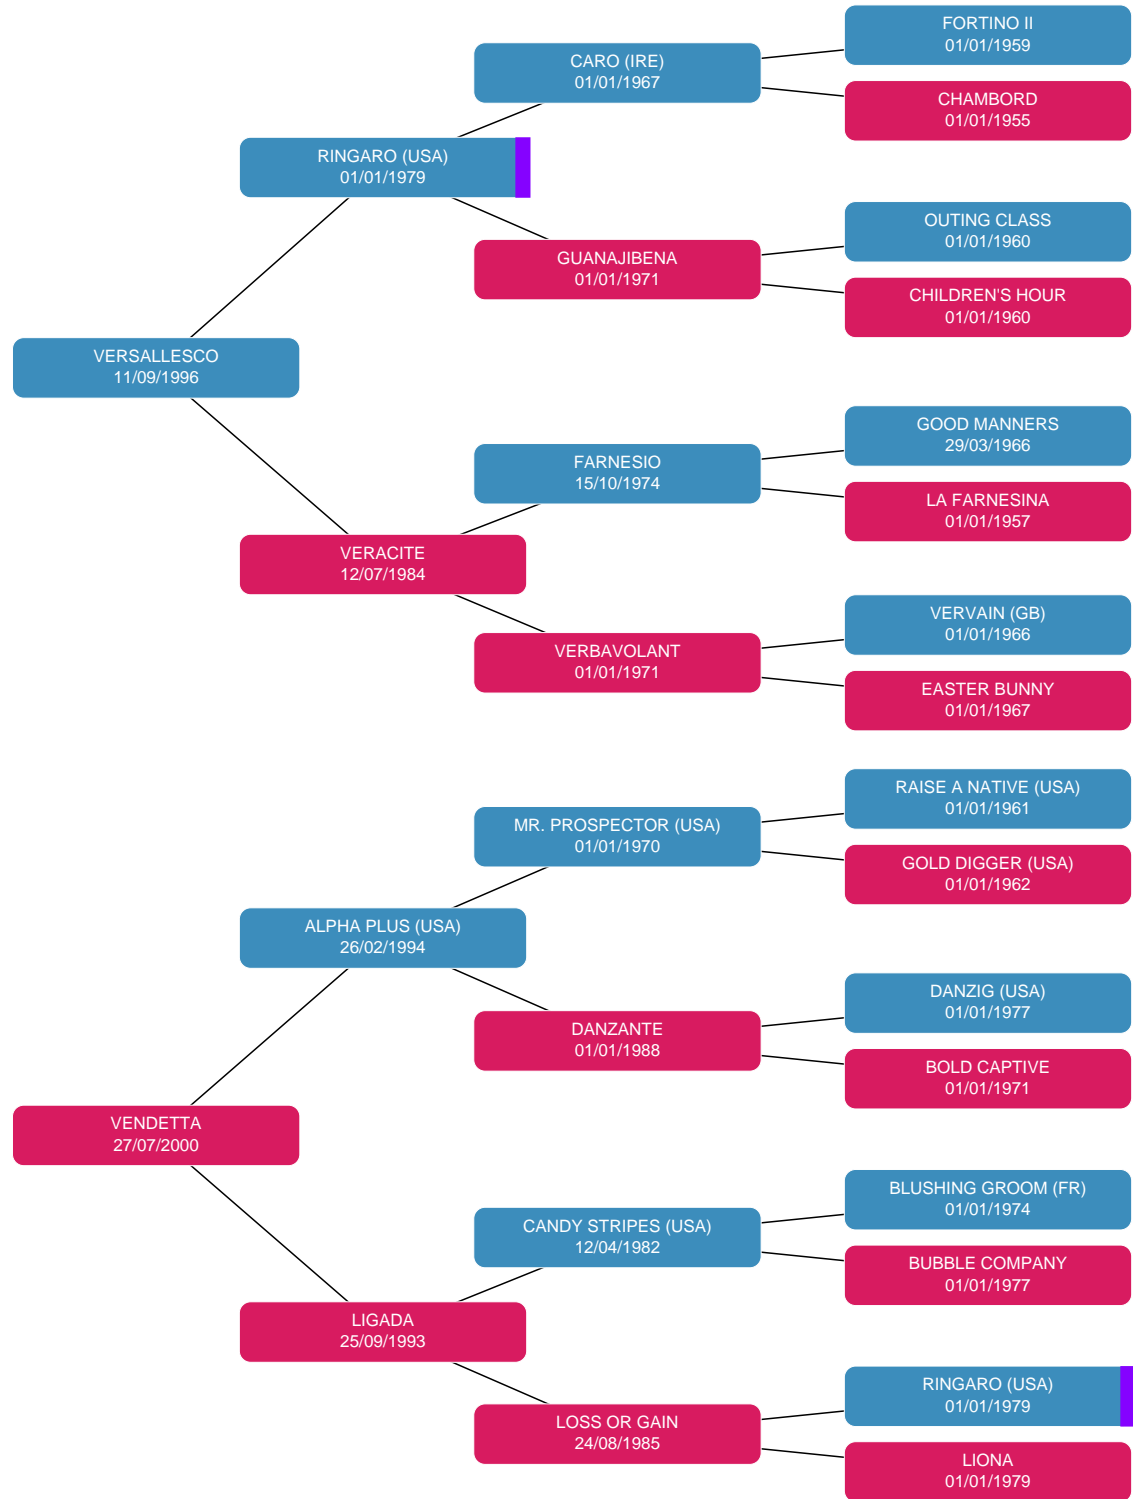 FORTINO II
01/01/1959
CARO (IRE)
01/01/1967
CHAMBORD
01/01/1955
RINGARO (USA)
01/01/1979
OUTING CLASS
01/01/1960
GUANAJIBENA
01/01/1971
CHILDREN'S HOUR
01/01/1960
VERSALLESCO
11/09/1996
GOOD MANNERS
29/03/1966
FARNESIO
15/10/1974
LA FARNESINA
01/01/1957
VERACITE
12/07/1984
VERVAIN (GB)
01/01/1966
VERBAVOLANT
01/01/1971
EASTER BUNNY
01/01/1967
RAISE A NATIVE (USA)
01/01/1961
MR. PROSPECTOR (USA)
01/01/1970
GOLD DIGGER (USA)
01/01/1962
ALPHA PLUS (USA)
26/02/1994
DANZIG (USA)
01/01/1977
DANZANTE
01/01/1988
BOLD CAPTIVE
01/01/1971
VENDETTA
27/07/2000
BLUSHING GROOM (FR)
01/01/1974
CANDY STRIPES (USA)
12/04/1982
BUBBLE COMPANY
01/01/1977
LIGADA
25/09/1993
RINGARO (USA)
01/01/1979
LOSS OR GAIN
24/08/1985
LIONA
01/01/1979